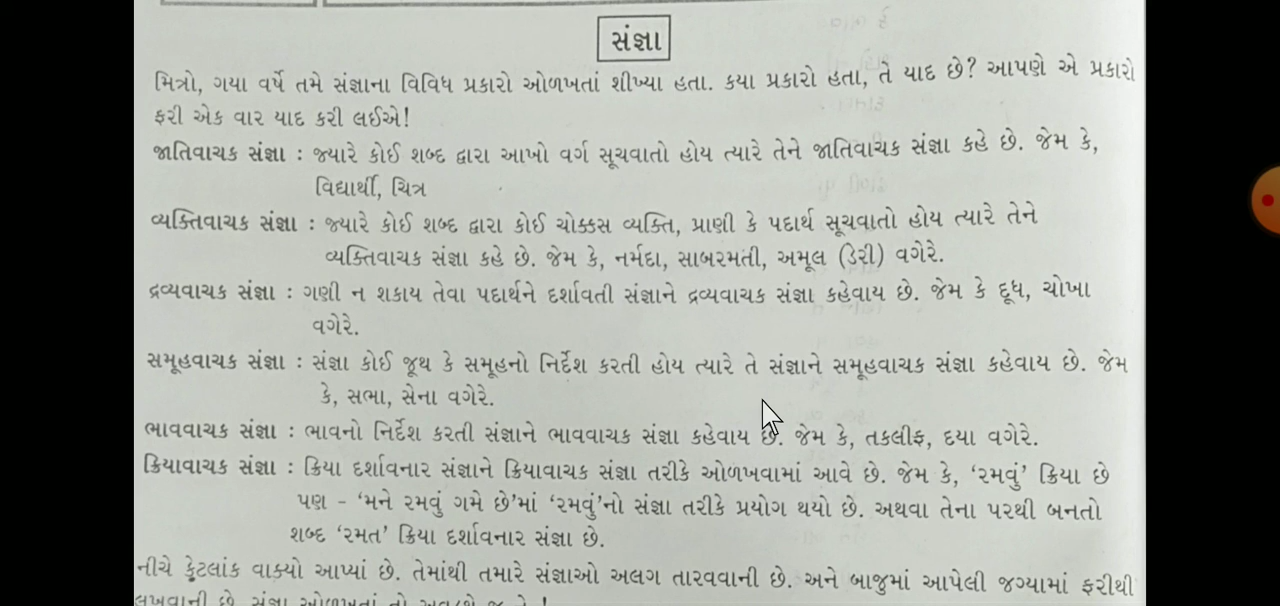 સંજ્ઞા
મિત્રો, ગયા વર્ષે તમે સંજ્ઞાના વિવિધ પ્રકારો ઓળખતાં શીખ્યા હતા. કયા પ્રકારો હતા, તે યાદ છે? આપણે એ પ્રકારો
ફરી એક વાર યાદ કરી લઈએ!
જાતિવાચક સંજ્ઞા : જ્યારે કોઈ શબ્દ દ્વારા આખો વર્ગ સૂચવાતો હોય ત્યારે તેને જાતિવાચક સંજ્ઞા કહે છે. જેમ કે,
વિદ્યાર્થી, ચિત્ર
વ્યક્તિવાચક સંજ્ઞા : જ્યારે કોઈ શબ્દ દ્વારા કોઈ ચોક્કસ વ્યક્તિ, પ્રાણી કે પદાર્થ સૂચવાતો હોય ત્યારે તેને
વ્યક્તિવાચક સંજ્ઞા કહે છે. જેમ કે, નર્મદા, સાબરમતી, અમૂલ (ડેરી) વગેરે.
દ્રવ્યવાચક સંજ્ઞા : ગણી ન શકાય તેવા પદાર્થને દર્શાવતી સંજ્ઞાને દ્રવ્યવાચક સંજ્ઞા કહેવાય છે. જેમ કે દૂધ, ચોખા
વગેરે.
સમૂહવાચક સંજ્ઞા : સંજ્ઞા કોઈ જૂથ કે સમૂહનો નિર્દેશ કરતી હોય ત્યારે તે સંજ્ઞાને સમૂહવાચક સંજ્ઞા કહેવાય છે. જેમ
કે, સભા, સેના વગેરે.
ભાવવાચક સંજ્ઞા : ભાવનો નિર્દેશ કરતી સંજ્ઞાને ભાવવાચક સંજ્ઞા કહેવાય છે. જેમ કે, તકલીફ, દયા વગેરે.
ક્રિયાવાચક સંજ્ઞા : ક્રિયા દર્શાવનાર સંજ્ઞાને ક્રિયાવાચક સંજ્ઞા તરીકે ઓળખવામાં આવે છે. જેમ કે, ‘રમવું’ ક્રિયા છે
પણ - ‘મને રમવું ગમે છે’માં ‘રમવું’નો સંજ્ઞા તરીકે પ્રયોગ થયો છે. અથવા તેના પરથી બનતો
શબ્દ ‘રમત’ ક્રિયા દર્શાવનાર સંજ્ઞા છે.
નીચે કેટલાંક વાક્યો આપ્યાં છે. તેમાંથી તમારે સંજ્ઞાઓ અલગ તારવવાની છે. અને બાજુમાં આપેલી જગ્યામાં ફરીથી
લખવાની છે. સંજ્ઞા ઓળખતાં તો